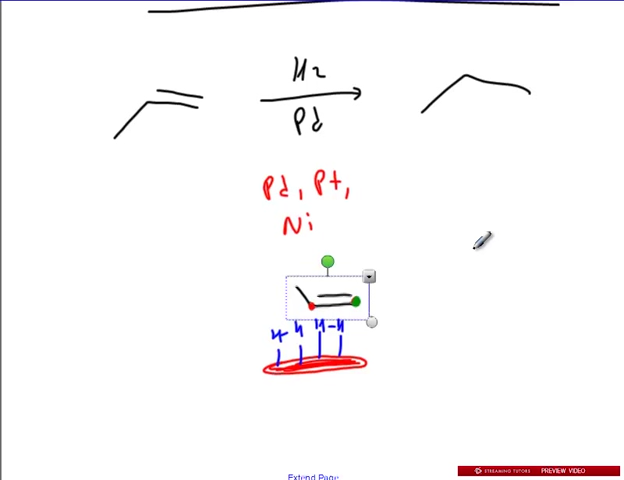 H2
Pd
Pd, Pt,
Ni
H H H-H
Extend Page
STREAMING TUTORS PREVIEW VIDEO